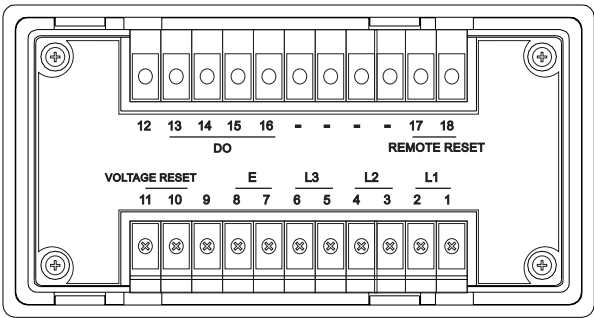 12 13 14 15 16 - - - - 17 18
DO REMOTE RESET
VOLTAGE RESET E L3 L2 L1
11 10 9 8 7 6 5 4 3 2 1